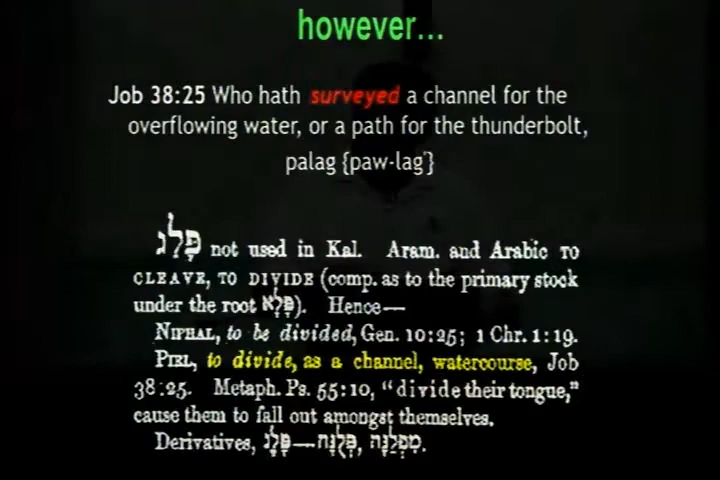 however...
Job 38:25 Who hath surveyed a channel for the
overflowing water, or a path for the thunderbolt,
palag {paw-lag'}
פָּלַג not used in Kal. Aram. and Arabic TO
CLEAVE, TO DIVIDE (comp. as to the primary stock
under the root פָּלָא). Hence—
NIPHAL, to be divided, Gen. 10:25; 1 Chr. 1:19.
PIEL, to divide, as a channel, watercourse, Job
38:25. Metaph. Ps. 55:10, “divide their tongue,”
cause them to fall out amongst themselves.
Derivatives, פֶּלֶג—פְּלֻגָּה, מִפְלַגָּה.